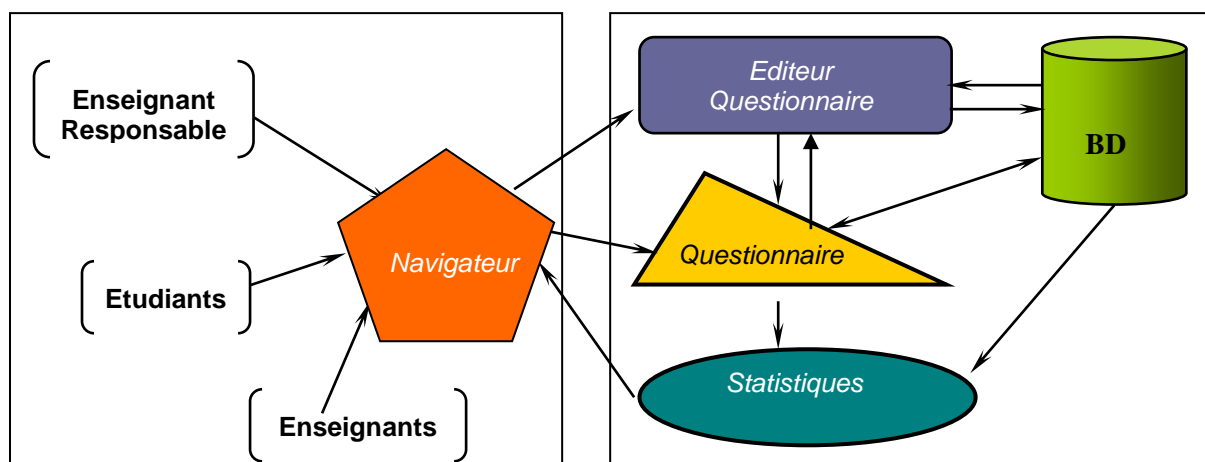 Enseignant
Responsable
Etudiants
Enseignants
Navigateur
Editeur
Questionnaire
BD
Questionnaire
Statistiques